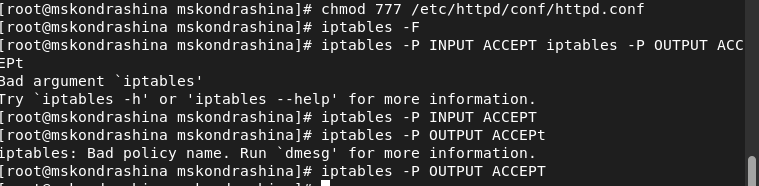 [root@mskondrashina mskondrashina]# chmod 777 /etc/httpd/conf/httpd.conf
[root@mskondrashina mskondrashina]# iptables -F
[root@mskondrashina mskondrashina]# iptables -P INPUT ACCEPT iptables -P OUTPUT ACC
EPt
Bad argument `iptables'
Try `iptables -h' or 'iptables --help' for more information.
[root@mskondrashina mskondrashina]# iptables -P INPUT ACCEPT
[root@mskondrashina mskondrashina]# iptables -P OUTPUT ACCEPt
iptables: Bad policy name. Run `dmesg' for more information.
[root@mskondrashina mskondrashina]# iptables -P OUTPUT ACCEPT